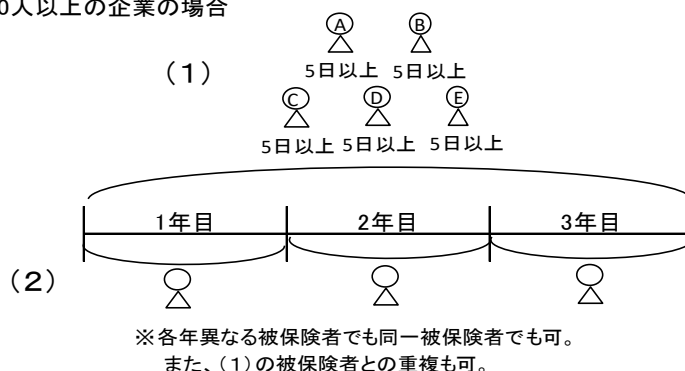 0人以上の企業の場合
A B
(1)
5日以上 5日以上
C D E
5日以上 5日以上 5日以上
1年目 2年目 3年目
(2)
※各年異なる被保険者でも同一被保険者でも可。
また、(1)の被保険者との重複も可。